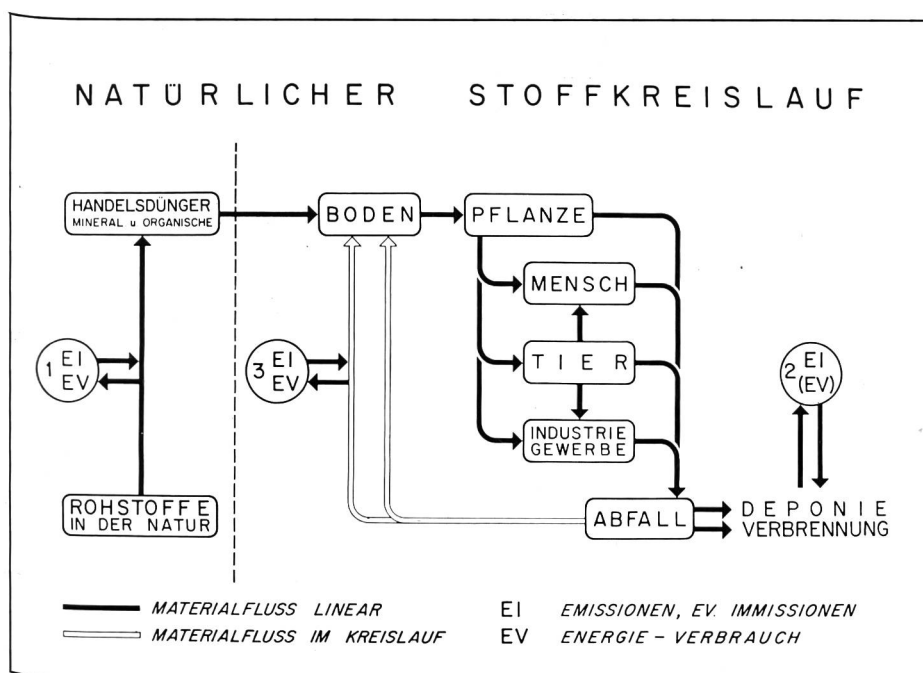 NATÜRLICHER STOFFKREISLAUF
HANDELSDÜNGER
MINERAL u ORGANISCHE
BODEN
PFLANZE
MENSCH
TIER
INDUSTRIE
GEWERBE
1 EI
EV
3 EI
EV
2 EI
(EV)
ROHSTOFFE
IN DER NATUR
ABFALL
DEPONIE
VERBRENNUNG
MATERIALFLUSS LINEAR
MATERIALFLUSS IM KREISLAUF
EI EMISSIONEN, EV. IMMISSIONEN
EV ENERGIE – VERBRAUCH